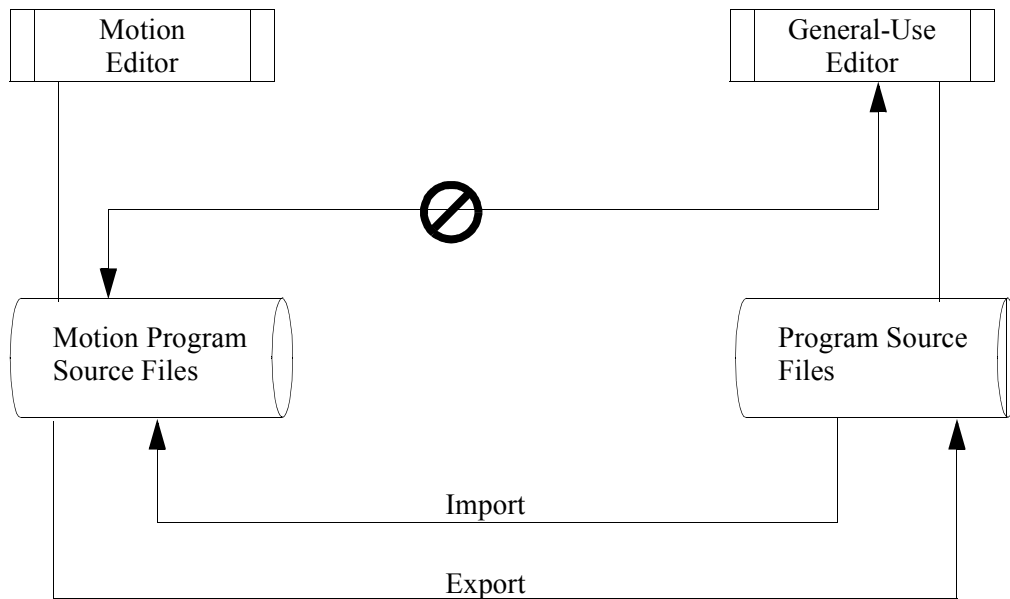 Motion
Editor
General-Use
Editor
Motion Program
Source Files
Program Source
Files
Import
Export